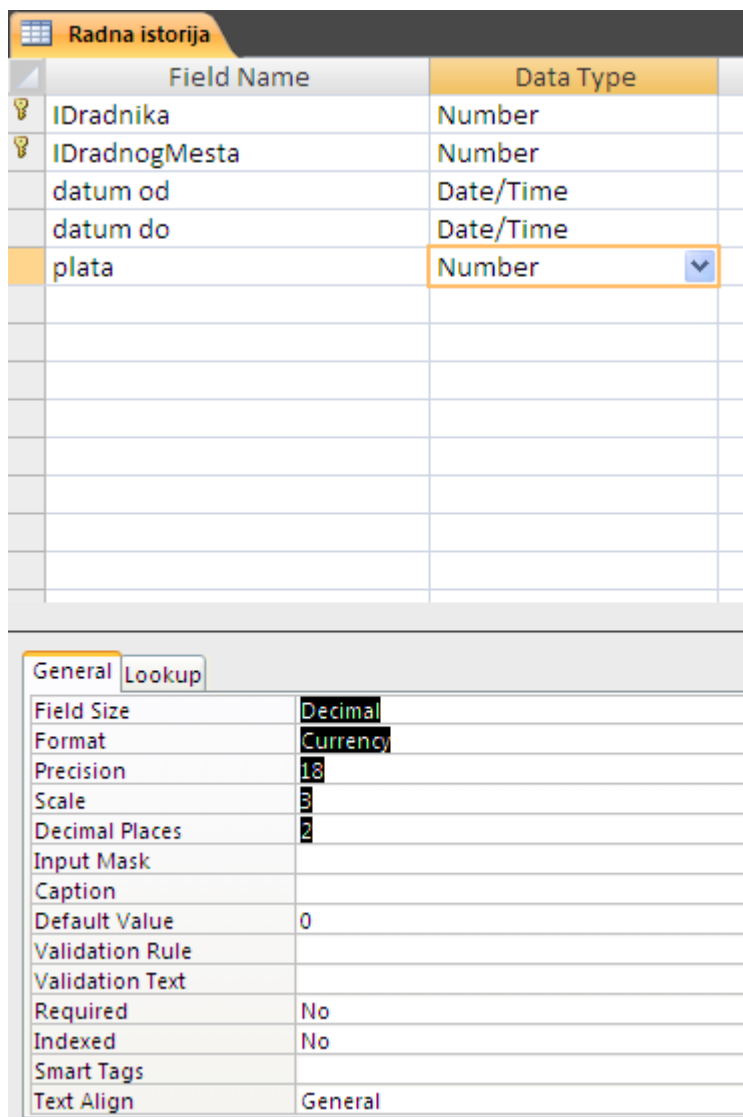 Radna istorija
Field Name Data Type
IDradnika Number
IDradnogMesta Number
datum od Date/Time
datum do Date/Time
plata Number
General Lookup
Field Size Decimal
Format Currency
Precision 18
Scale 3
Decimal Places 2
Input Mask
Caption
Default Value 0
Validation Rule
Validation Text
Required No
Indexed No
Smart Tags
Text Align General